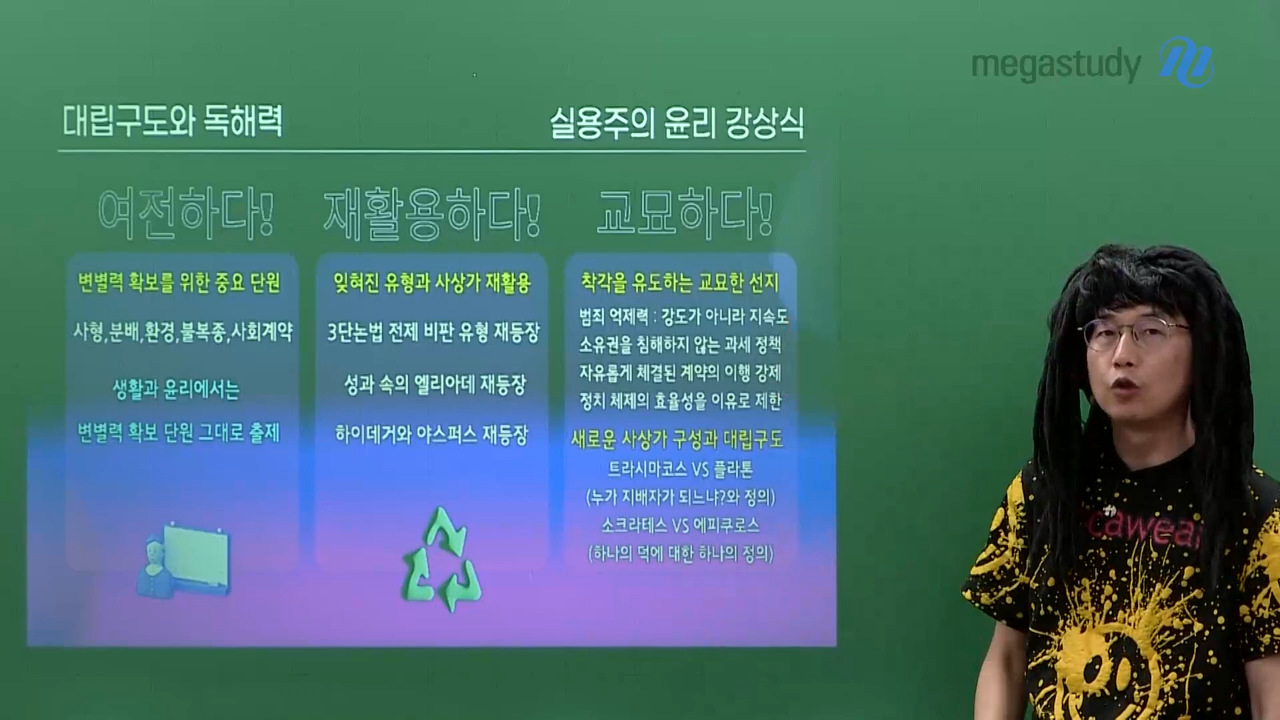 megastudy
대립구도와 독해력
실용주의 윤리 강상식
여전하다!
변별력 확보를 위한 중요 단원
사형,분배,환경,불복종,사회계약
생활과 윤리에서는
변별력 확보 단원 그대로 출제
재활용하다!
잊혀진 유형과 사상가 재활용
3단논법 전제 비판 유형 재등장
성과 속의 엘리아데 재등장
하이데거와 야스퍼스 재등장
교묘하다!
착각을 유도하는 교묘한 선지
범죄 억제력 : 강도가 아니라 지속도
소유권을 침해하지 않는 과세 정책
자유롭게 체결된 계약의 이행 강제
정치 체제의 효율성을 이유로 제한
새로운 사상가 구성과 대립구도
트라시마코스 VS 플라톤
(누가 지배자가 되느냐?와 정의)
소크라테스 VS 에피쿠로스
(하나의 덕에 대한 하나의 정의)